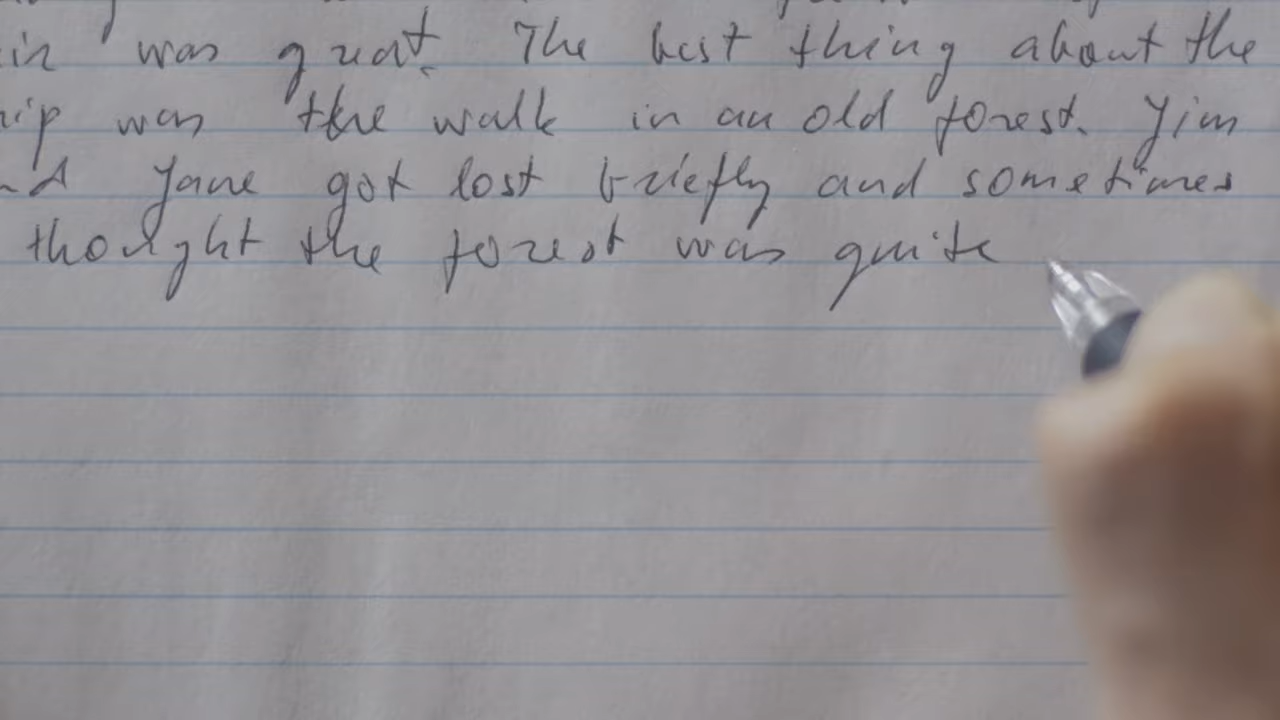 was great. The best thing about the
was the walk in an old forest. Jim
Jane got lost briefly and sometimes
thought the forest was quite